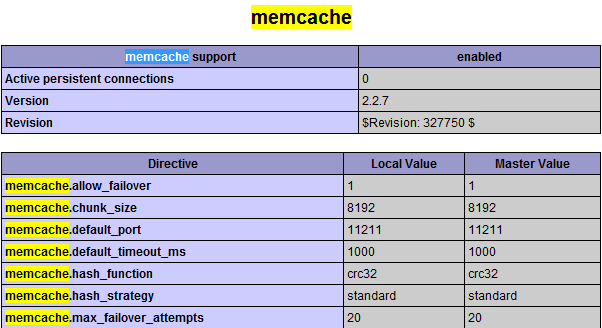 memcache
memcache support enabled
Active persistent connections 0
Version 2.2.7
Revision $Revision: 327750 $
Directive Local Value Master Value
memcache.allow_failover 1 1
memcache.chunk_size 8192 8192
memcache.default_port 11211 11211
memcache.default_timeout_ms 1000 1000
memcache.hash_function crc32 crc32
memcache.hash_strategy standard standard
memcache.max_failover_attempts 20 20